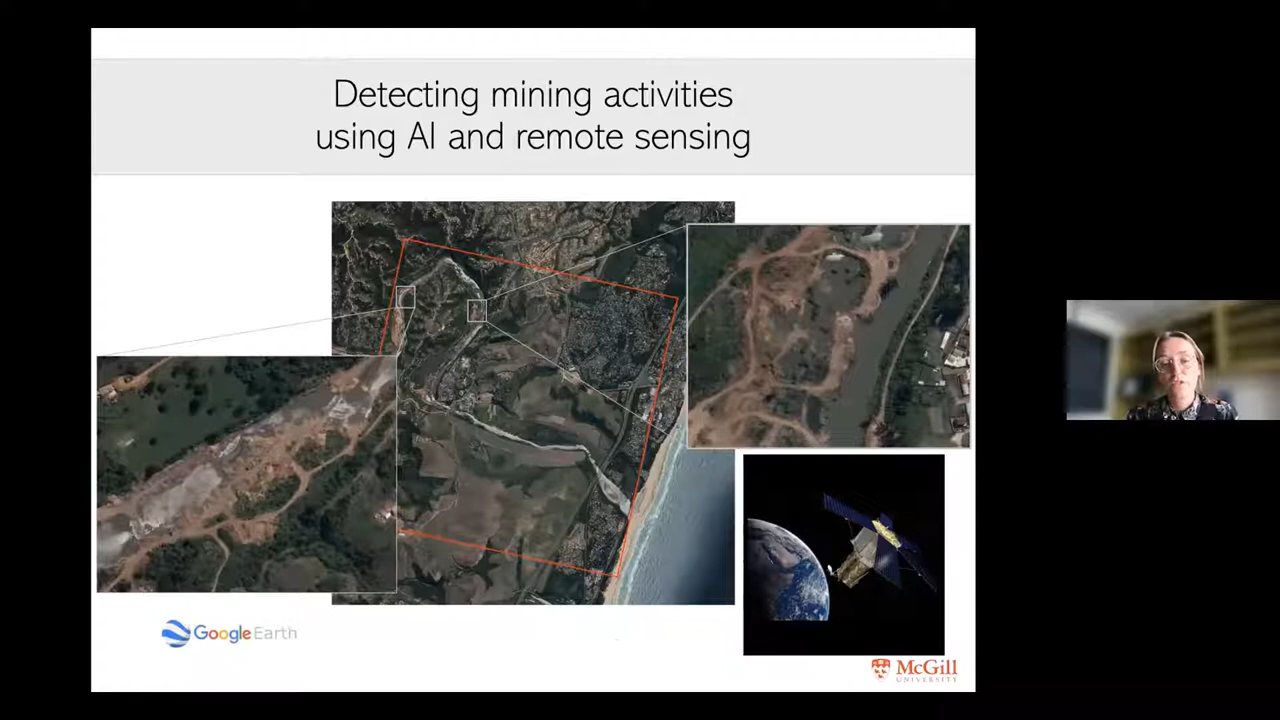 Detecting mining activities
using AI and remote sensing
Google Earth
McGill
UNIVERSITY